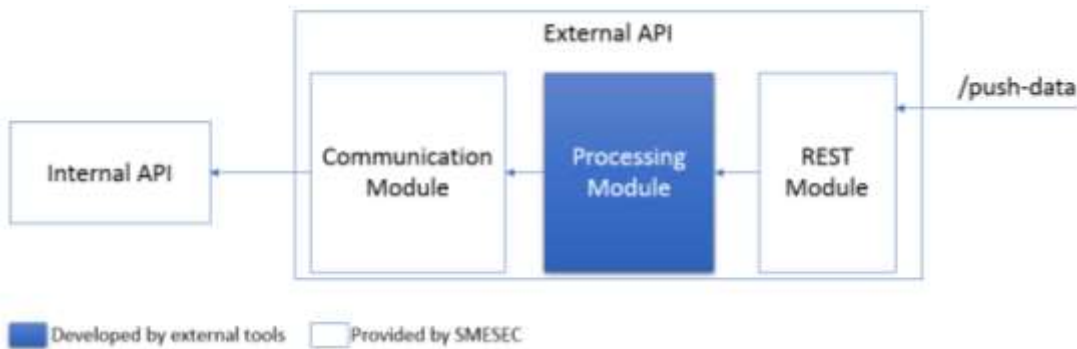 External API
/push-data
Internal API
Communication
Module
Processing
Module
REST
Module
Developed by external tools
Provided by SMESEC